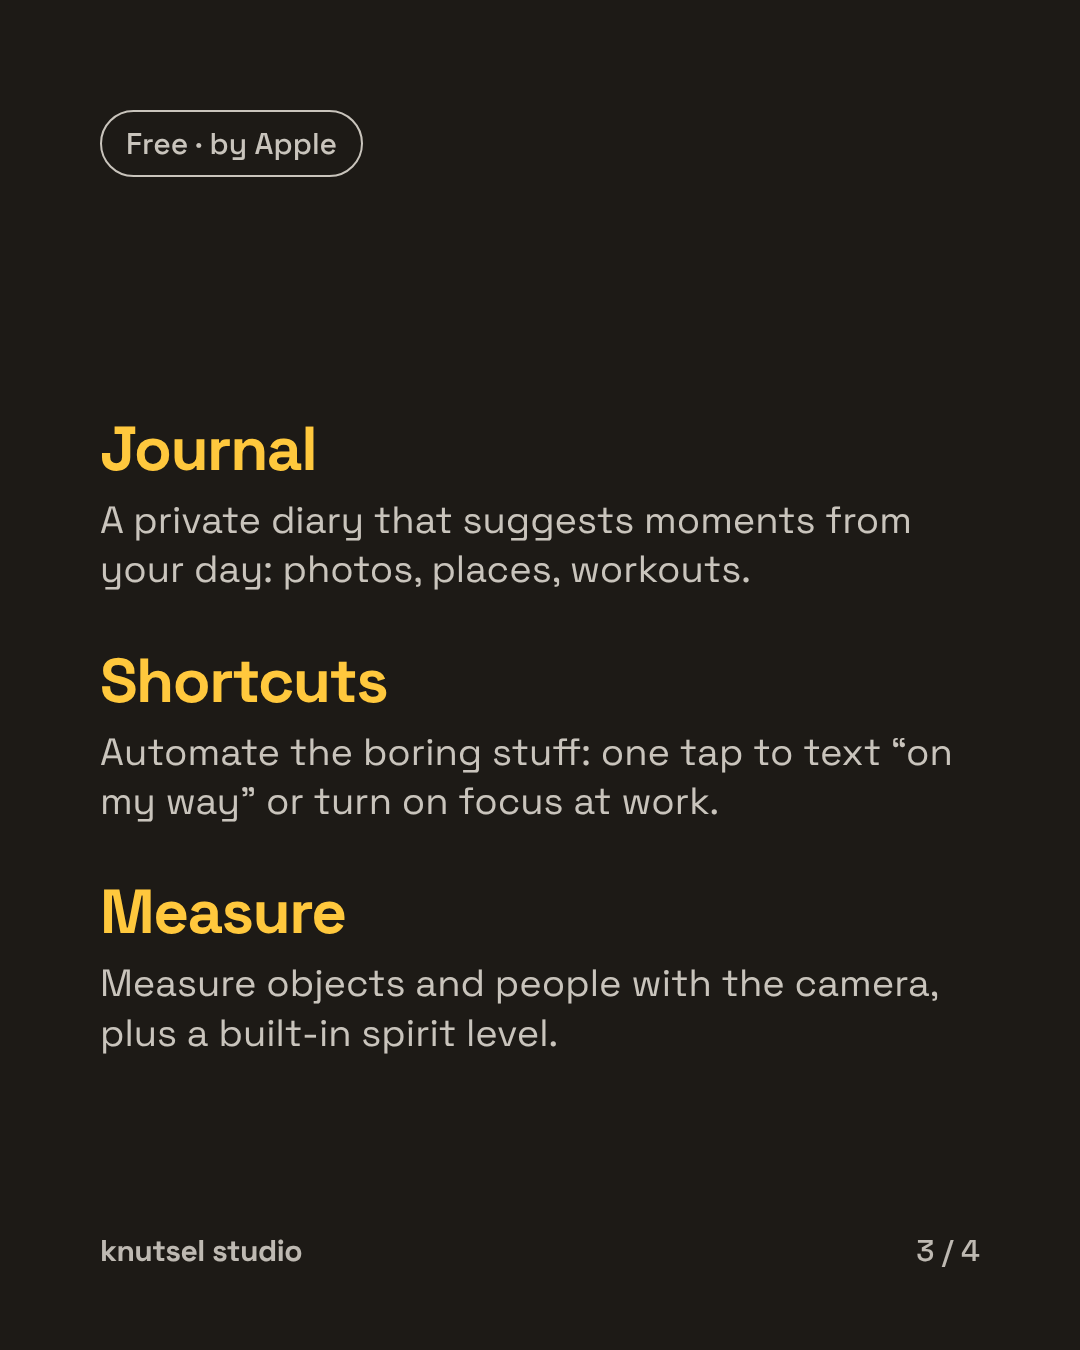 Free · by Apple
Journal
A private diary that suggests moments from
your day: photos, places, workouts.
Shortcuts
Automate the boring stuff: one tap to text “on
my way” or turn on focus at work.
Measure
Measure objects and people with the camera,
plus a built-in spirit level.
knutsel studio
3 / 4